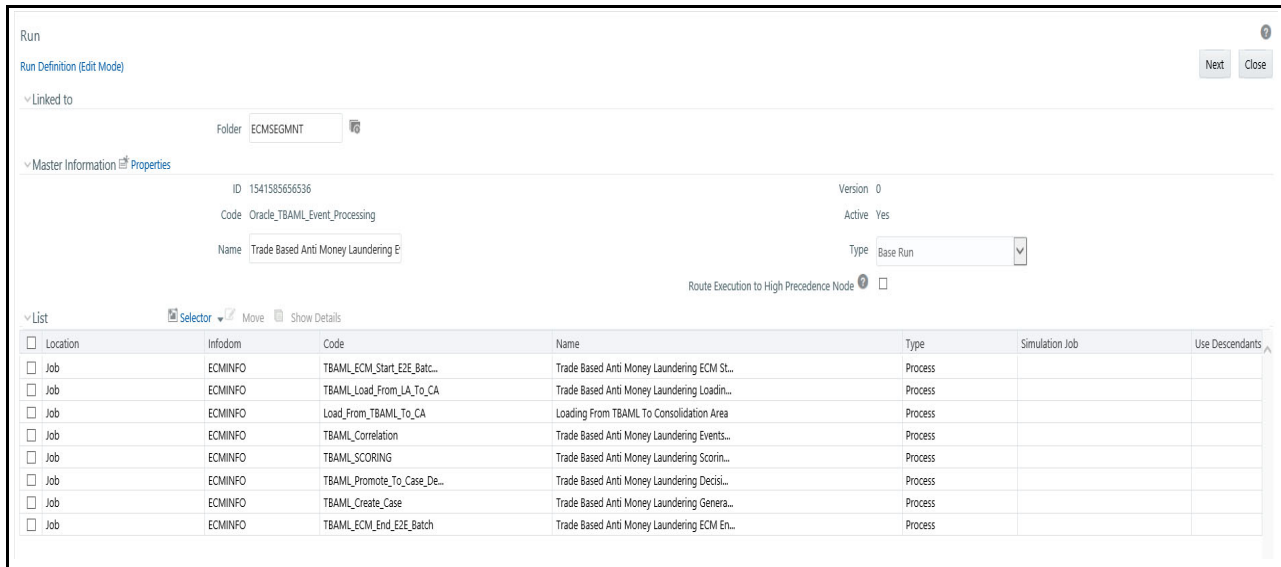 Run
Run Definition (Edit Mode)
Next Close
Linked to
Folder ECMSEGMNT
Master Information Properties
ID 1541585656536 Version 0
Code Oracle_TBAML_Event_Processing Active Yes
Name Trade Based Anti Money Laundering E Type Base Run
Route Execution to High Precedence Node
List Selector Move Show Details
Location Infodom Code Name Type Simulation Job Use Descendants
Job ECMINFO TBAML_ECM_Start_E2E_Batc... Trade Based Anti Money Laundering ECM St... Process
Job ECMINFO TBAML_Load_From_LA_To_CA Trade Based Anti Money Laundering Loadin... Process
Job ECMINFO Load_From_TBAML_To_CA Loading From TBAML To Consolidation Area Process
Job ECMINFO TBAML_Correlation Trade Based Anti Money Laundering Events... Process
Job ECMINFO TBAML_SCORING Trade Based Anti Money Laundering Scorin... Process
Job ECMINFO TBAML_Promote_To_Case_De... Trade Based Anti Money Laundering Decisi... Process
Job ECMINFO TBAML_Create_Case Trade Based Anti Money Laundering Genera... Process
Job ECMINFO TBAML_ECM_End_E2E_Batch Trade Based Anti Money Laundering ECM En... Process